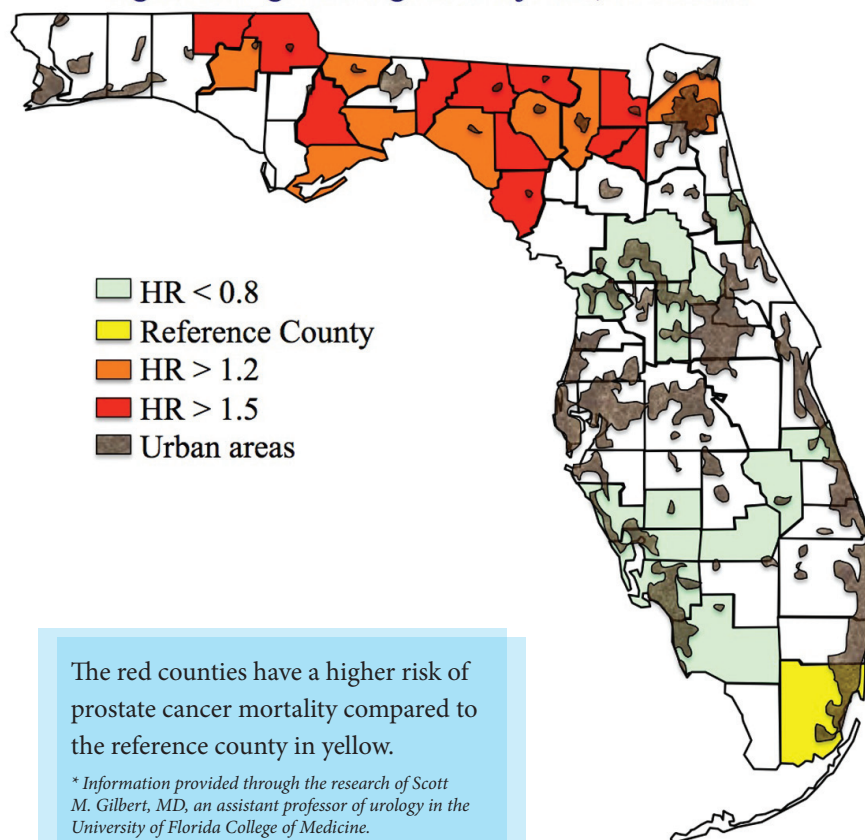 HR < 0.8
Reference County
HR > 1.2
HR > 1.5
Urban areas
The red counties have a higher risk of
prostate cancer mortality compared to
the reference county in yellow.
* Information provided through the research of Scott
M. Gilbert, MD, an assistant professor of urology in the
University of Florida College of Medicine.